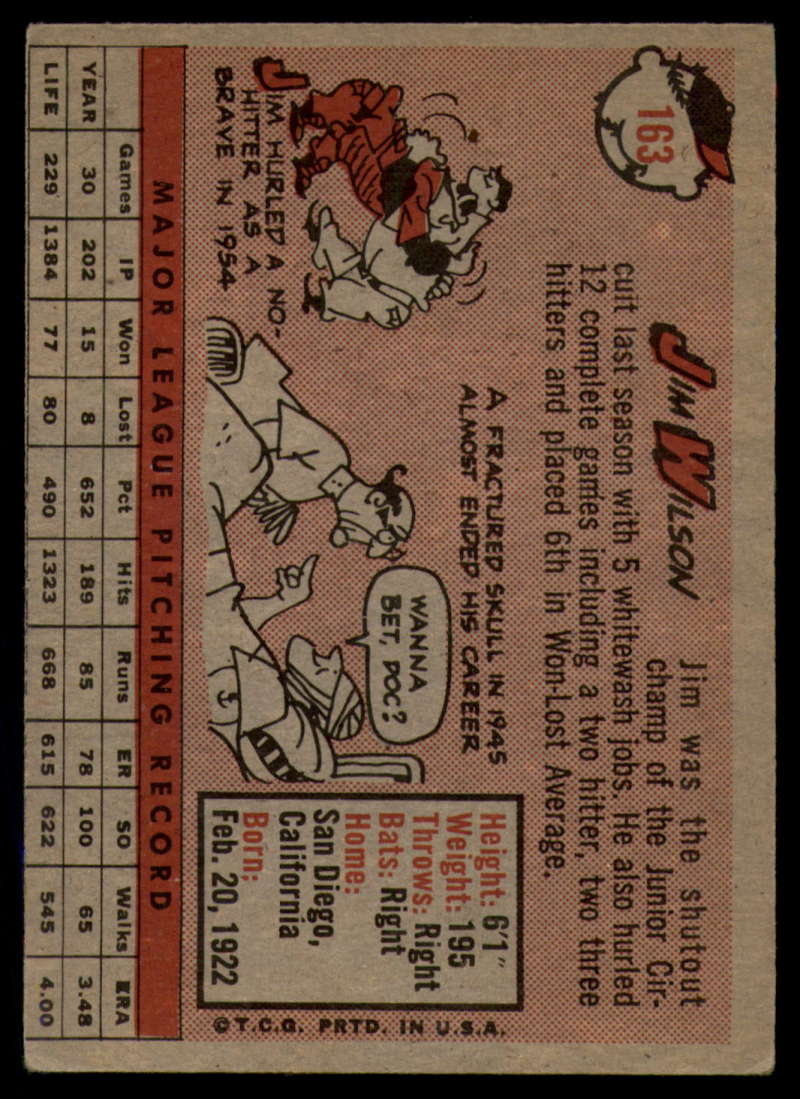 163
JIM WILSON
Jim was the shutout
champ of the Junior Cir-
cuit last season with 5 whitewash jobs. He also hurled
12 complete games including a two hitter, two three
hitters and placed 6th in Won-Lost Average.
JIM HURLED A NO-
HITTER AS A
BRAVE IN 1954
A FRACTURED SKULL IN 1945
ALMOST ENDED HIS CAREER
WANNA
BET, DOC?
Height: 6'1"
Weight: 195
Throws: Right
Bats: Right
Home:
San Diego,
California
Born:
Feb. 20, 1922
© T.C.G. PRTD. IN U.S.A.
MAJOR LEAGUE PITCHING RECORD
Games IP Won Lost Pct Hits Runs ER SO Walks ERA
YEAR 30 202 15 8 652 189 85 78 100 65 3.48
LIFE 229 1384 77 80 490 1323 668 615 622 545 4.00